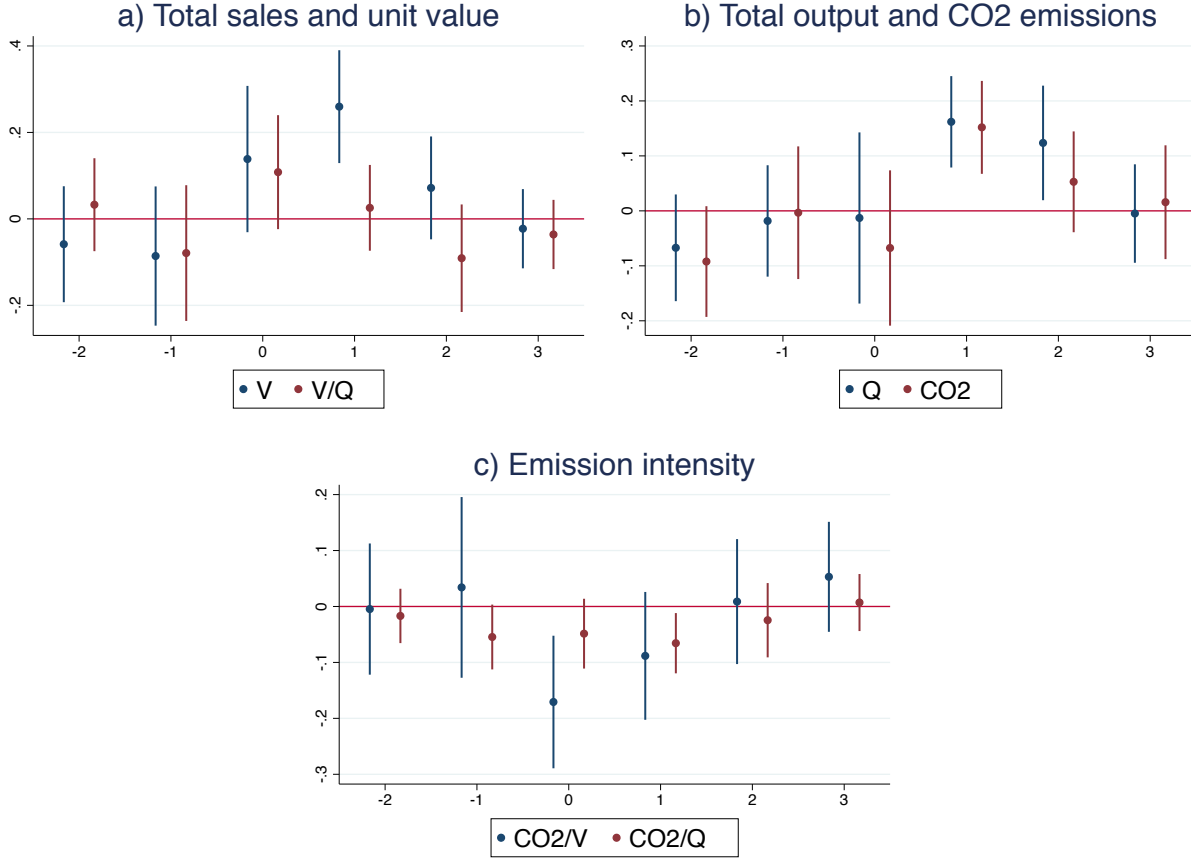 a) Total sales and unit value
.4
.2
0
-.2
-2 -1 0 1 2 3
V V/Q
b) Total output and CO2 emissions
.3
.2
.1
0
-.1
-.2
-2 -1 0 1 2 3
Q CO2
c) Emission intensity
.2
.1
0
-.1
-.2
-.3
-2 -1 0 1 2 3
CO2/V CO2/Q